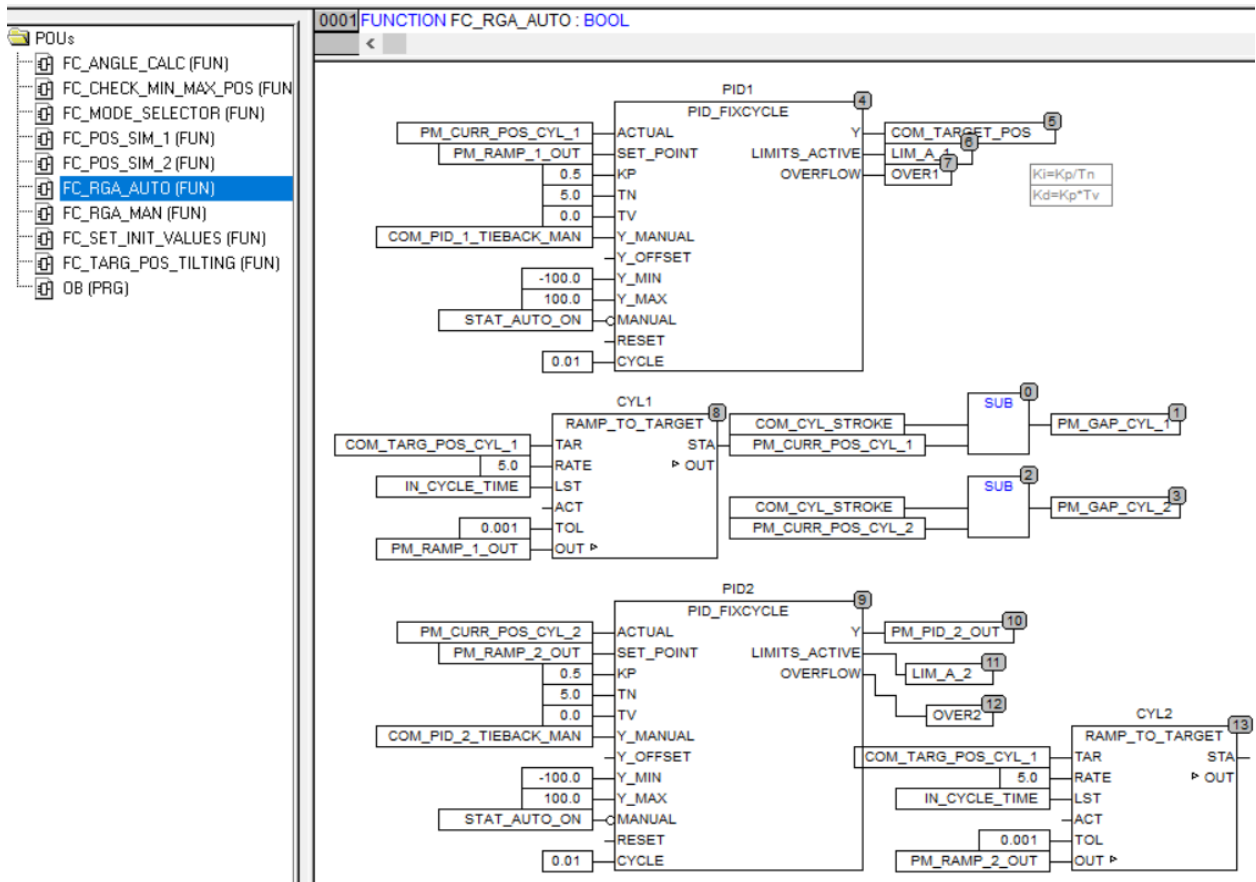 0001 FUNCTION FC_RGA_AUTO : BOOL
POUs
FC_ANGLE_CALC (FUN)
FC_CHECK_MIN_MAX_POS (FUN
FC_MODE_SELECTOR (FUN)
FC_POS_SIM_1 (FUN)
FC_POS_SIM_2 (FUN)
FC_RGA_AUTO (FUN)
FC_RGA_MAN (FUN)
FC_SET_INIT_VALUES (FUN)
FC_TARG_POS_TILTING (FUN)
OB (PRG)
PID1
PID_FIXCYCLE 4
PM_CURR_POS_CYL_1 ACTUAL Y COM_TARGET_POS 5
PM_RAMP_1_OUT SET_POINT LIMITS_ACTIVE LIM_A_1 6
0.5 KP OVERFLOW OVER1 7 Ki=Kp/Tn
5.0 TN Kd=Kp*Tv
0.0 TV
COM_PID_1_TIEBACK_MAN Y_MANUAL
Y_OFFSET
-100.0 Y_MIN
100.0 Y_MAX
STAT_AUTO_ON MANUAL
RESET
0.01 CYCLE
CYL1
RAMP_TO_TARGET 8
COM_TARG_POS_CYL_1 TAR STA
5.0 RATE OUT
IN_CYCLE_TIME LST
ACT
0.001 TOL
PM_RAMP_1_OUT OUT
SUB 0
COM_CYL_STROKE PM_GAP_CYL_1 1
PM_CURR_POS_CYL_1
SUB 2
COM_CYL_STROKE PM_GAP_CYL_2 3
PM_CURR_POS_CYL_2
PID2
PID_FIXCYCLE 9
PM_CURR_POS_CYL_2 ACTUAL Y PM_PID_2_OUT 10
PM_RAMP_2_OUT SET_POINT LIMITS_ACTIVE LIM_A_2 11
0.5 KP OVERFLOW OVER2 12
5.0 TN
0.0 TV
COM_PID_2_TIEBACK_MAN Y_MANUAL
Y_OFFSET
-100.0 Y_MIN
100.0 Y_MAX
STAT_AUTO_ON MANUAL
RESET
0.01 CYCLE
CYL2
RAMP_TO_TARGET 13
COM_TARG_POS_CYL_1 TAR STA
5.0 RATE OUT
IN_CYCLE_TIME LST
ACT
0.001 TOL
PM_RAMP_2_OUT OUT